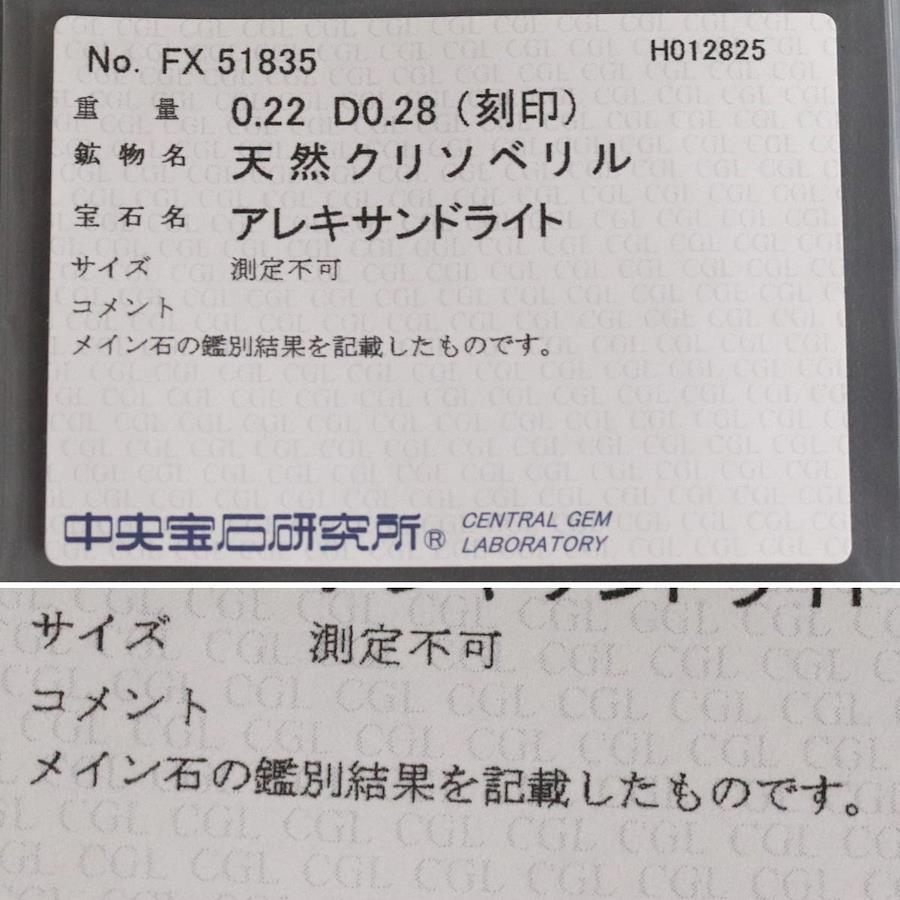 No. FX 51835 H012825
重量 0.22 D0.28 (刻印)
鉱物名 天然クリソベリル
宝石名 アレキサンドライト
サイズ 測定不可
コメント
メイン石の鑑別結果を記載したものです。
中央宝石研究所® CENTRAL GEM
LABORATORY
サイズ 測定不可
コメント
メイン石の鑑別結果を記載したものです。